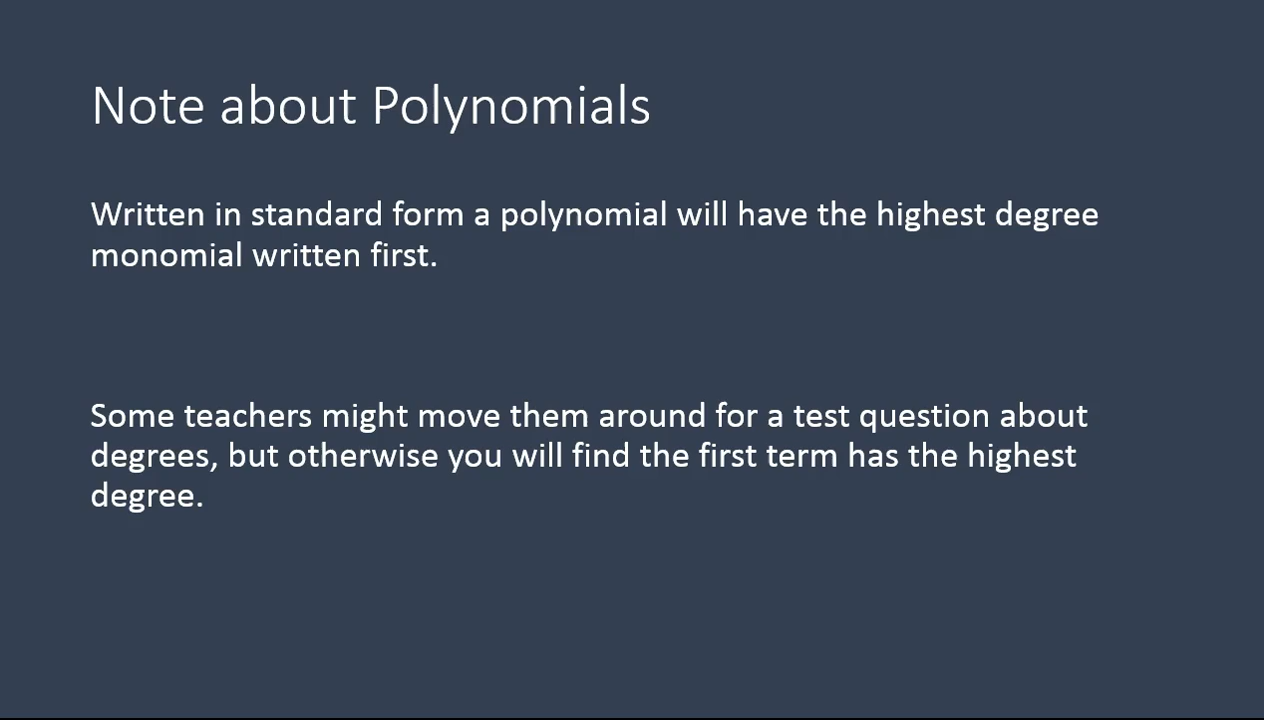 Note about Polynomials
Written in standard form a polynomial will have the highest degree
monomial written first.
Some teachers might move them around for a test question about
degrees, but otherwise you will find the first term has the highest
degree.